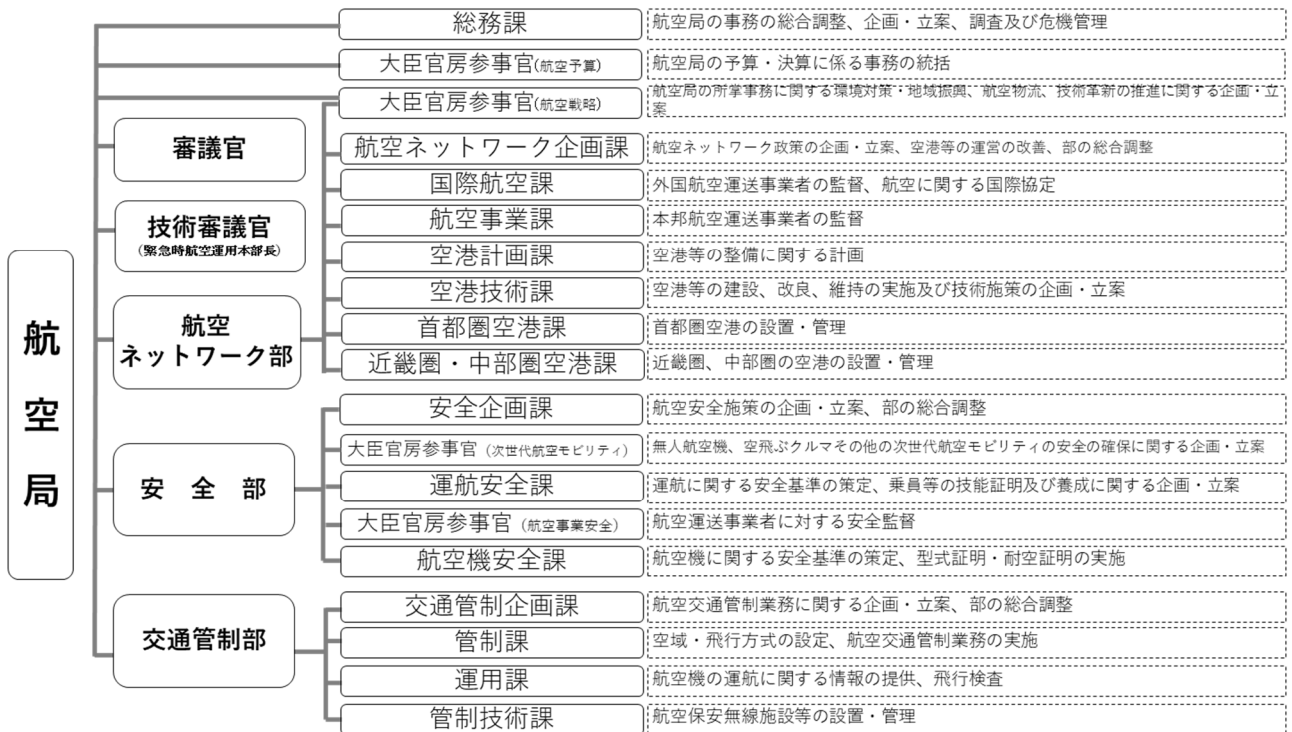 総務課
航空局の事務の総合調整、企画・立案、調査及び危機管理
大臣官房参事官(航空予算)
航空局の予算・決算に係る事務の統括
大臣官房参事官(航空戦略)
航空局の所掌事務に関する環境対策・地域振興、航空物流、技術革新の推進に関する企画・立
案
審議官
航空ネットワーク企画課
航空ネットワーク政策の企画・立案、空港等の運営の改善、部の総合調整
国際航空課
外国航空運送事業者の監督、航空に関する国際協定
技術審議官
(緊急時航空運用本部長)
航空事業課
本邦航空運送事業者の監督
空港計画課
空港等の整備に関する計画
空港技術課
空港等の建設、改良、維持の実施及び技術施策の企画・立案
航空
ネットワーク部
首都圏空港課
首都圏空港の設置・管理
近畿圏・中部圏空港課
近畿圏、中部圏の空港の設置・管理
航空局
安全企画課
航空安全施策の企画・立案、部の総合調整
大臣官房参事官（次世代航空モビリティ）
無人航空機、空飛ぶクルマその他の次世代航空モビリティの安全の確保に関する企画・立案
安　全　部
運航安全課
運航に関する安全基準の策定、乗員等の技能証明及び養成に関する企画・立案
大臣官房参事官（航空事業安全）
航空運送事業者に対する安全監督
航空機安全課
航空機に関する安全基準の策定、型式証明・耐空証明の実施
交通管制部
交通管制企画課
航空交通管制業務に関する企画・立案、部の総合調整
管制課
空域・飛行方式の設定、航空交通管制業務の実施
運用課
航空機の運航に関する情報の提供、飛行検査
管制技術課
航空保安無線施設等の設置・管理